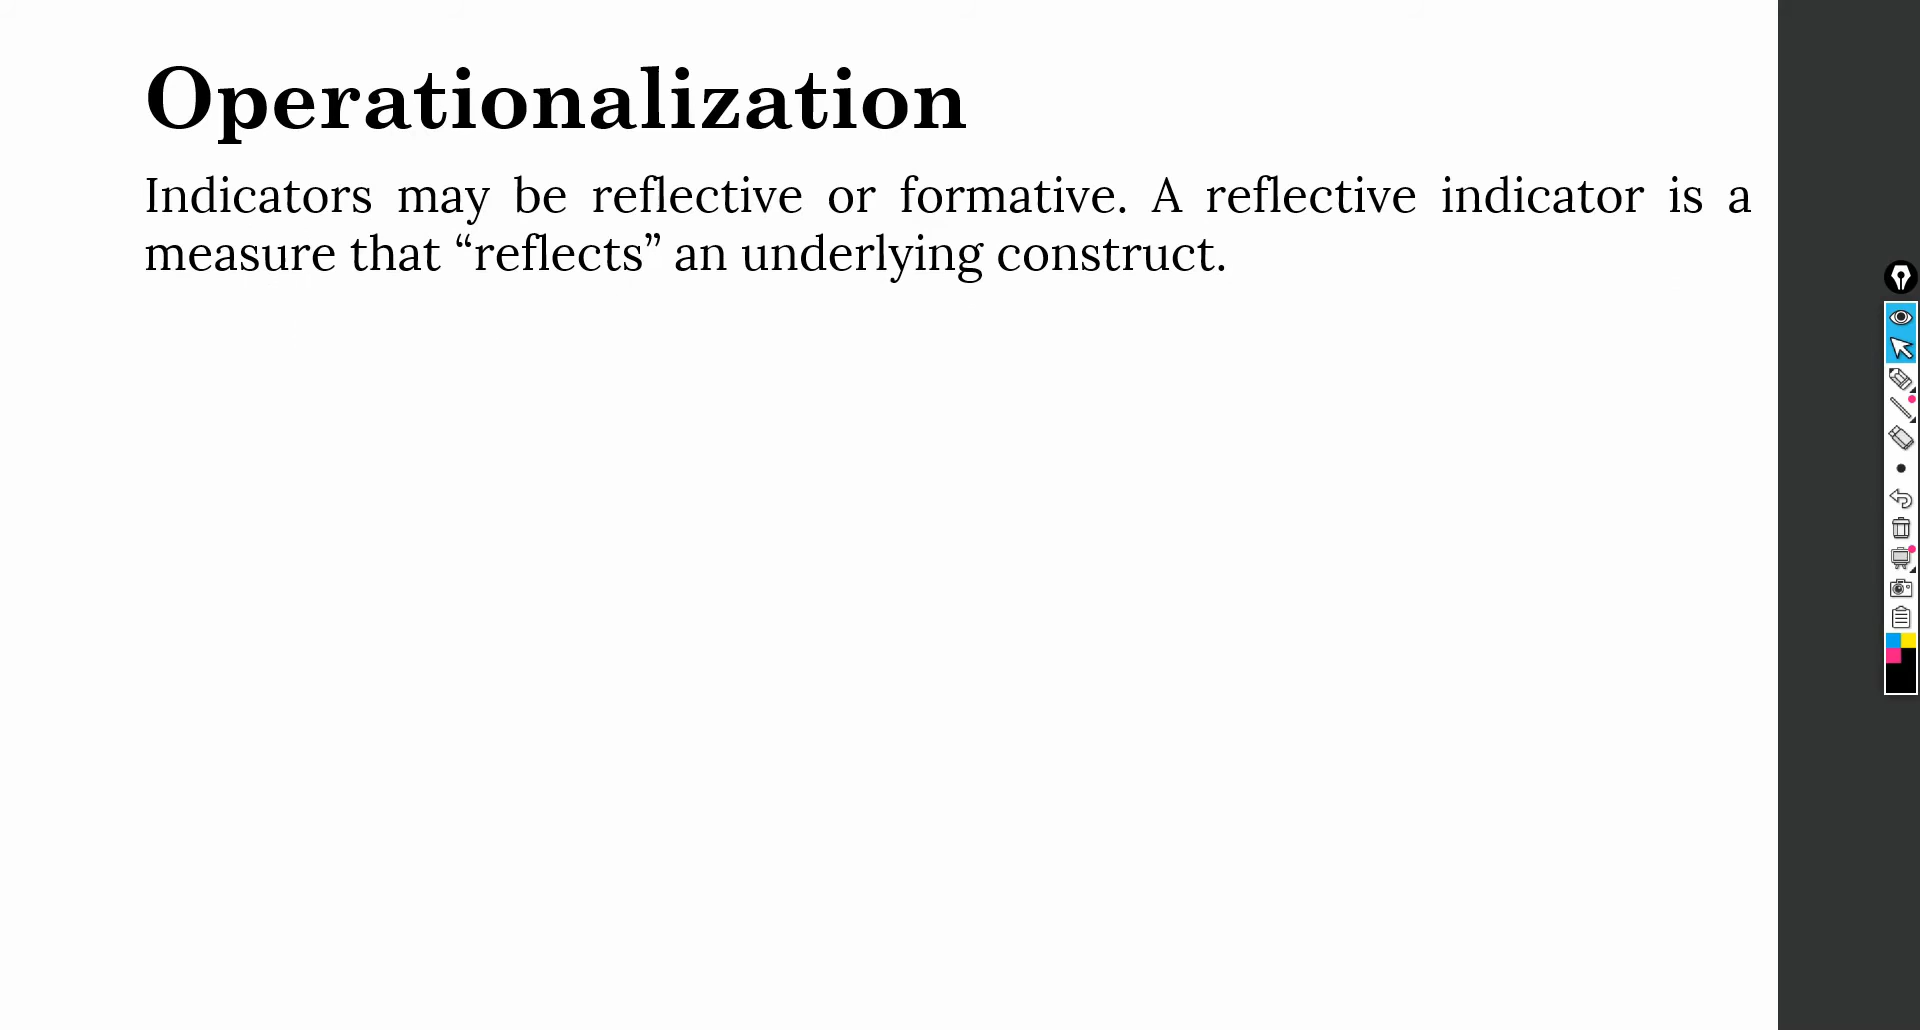 Operationalization
Indicators may be reflective or formative. A reflective indicator is a
measure that “reflects” an underlying construct.